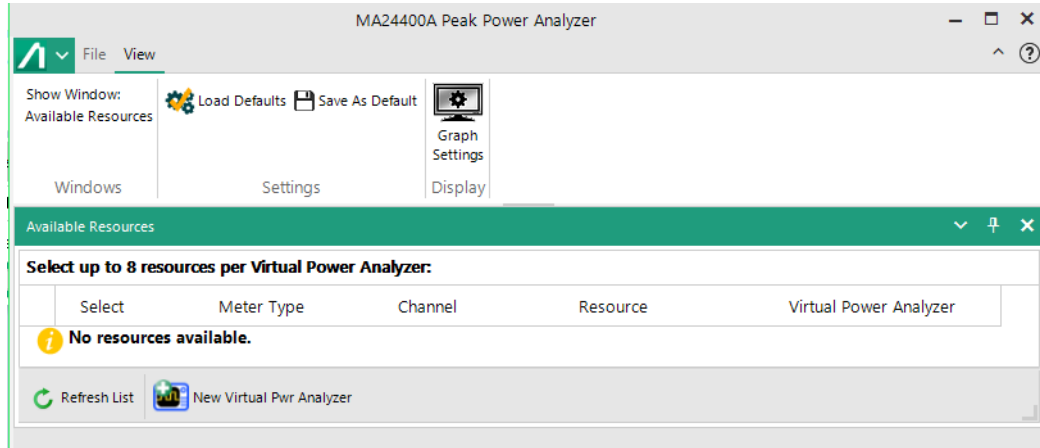 MA24400A Peak Power Analyzer
File View
Show Window:
Available Resources
Load Defaults Save As Default
Graph
Settings
Windows Settings Display
Available Resources
Select up to 8 resources per Virtual Power Analyzer:
Select Meter Type Channel Resource Virtual Power Analyzer
No resources available.
Refresh List New Virtual Pwr Analyzer